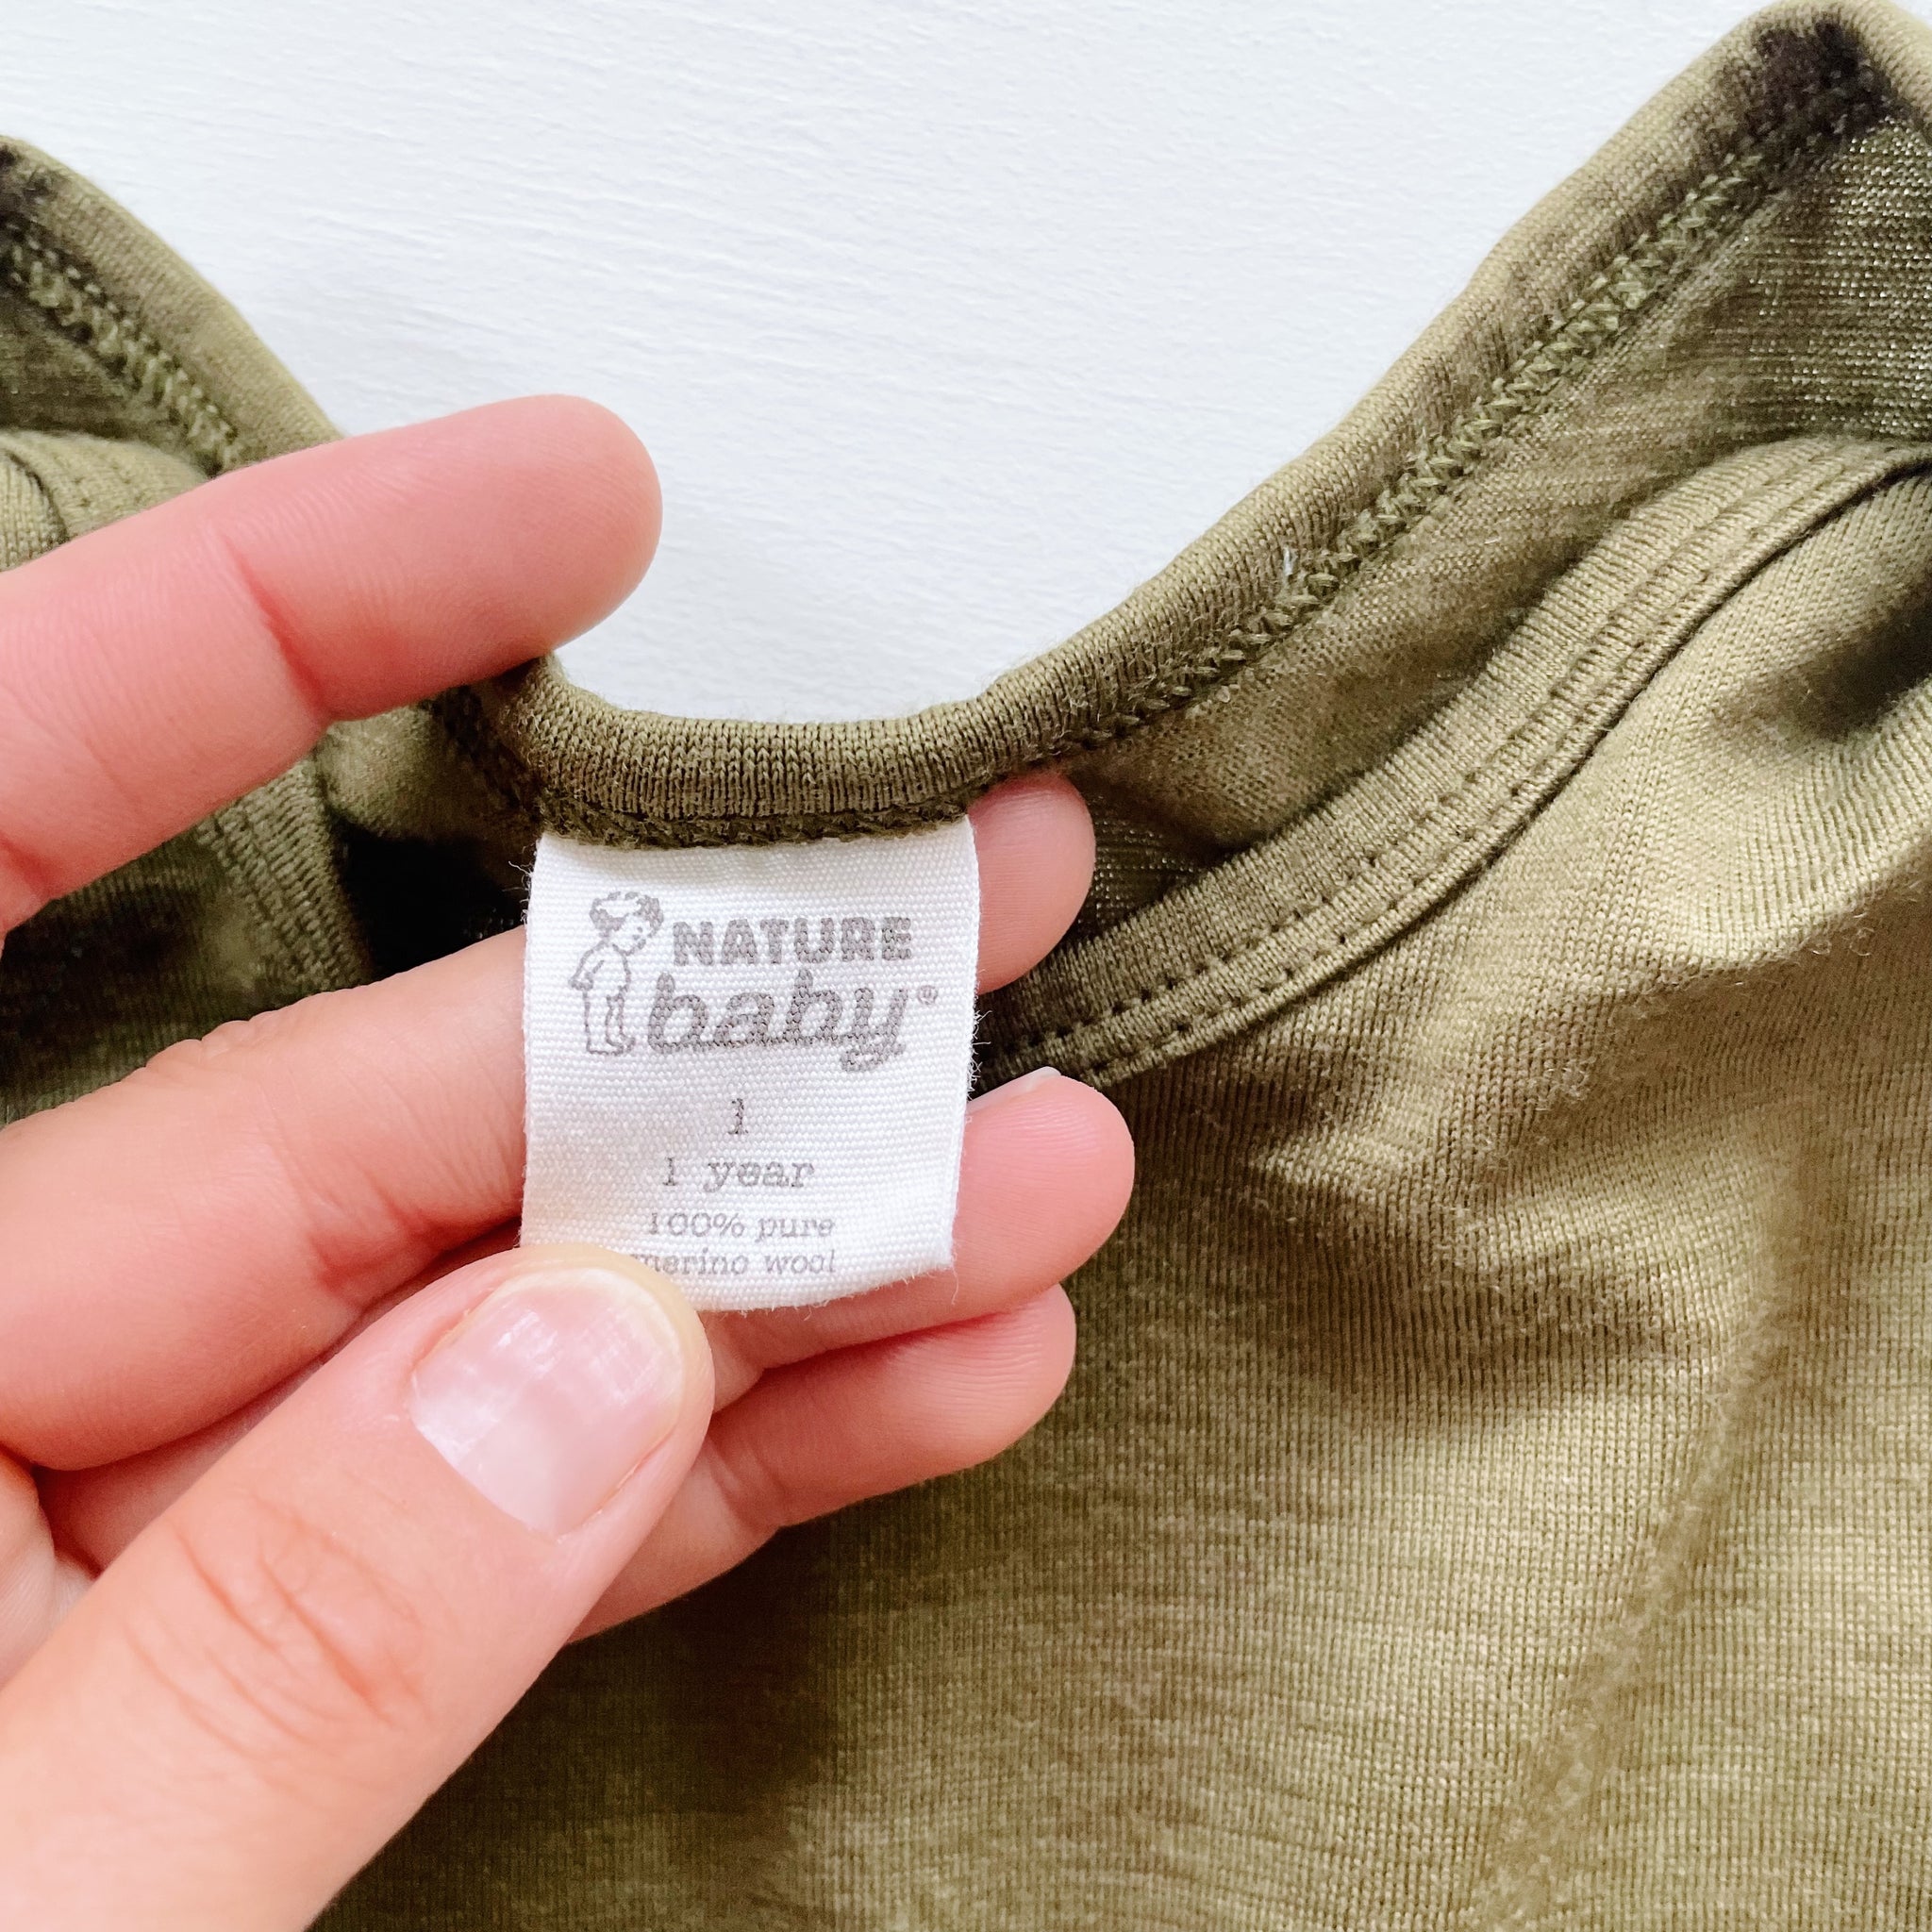 NATURE
baby®
1
1 year
100% pure
merino wool